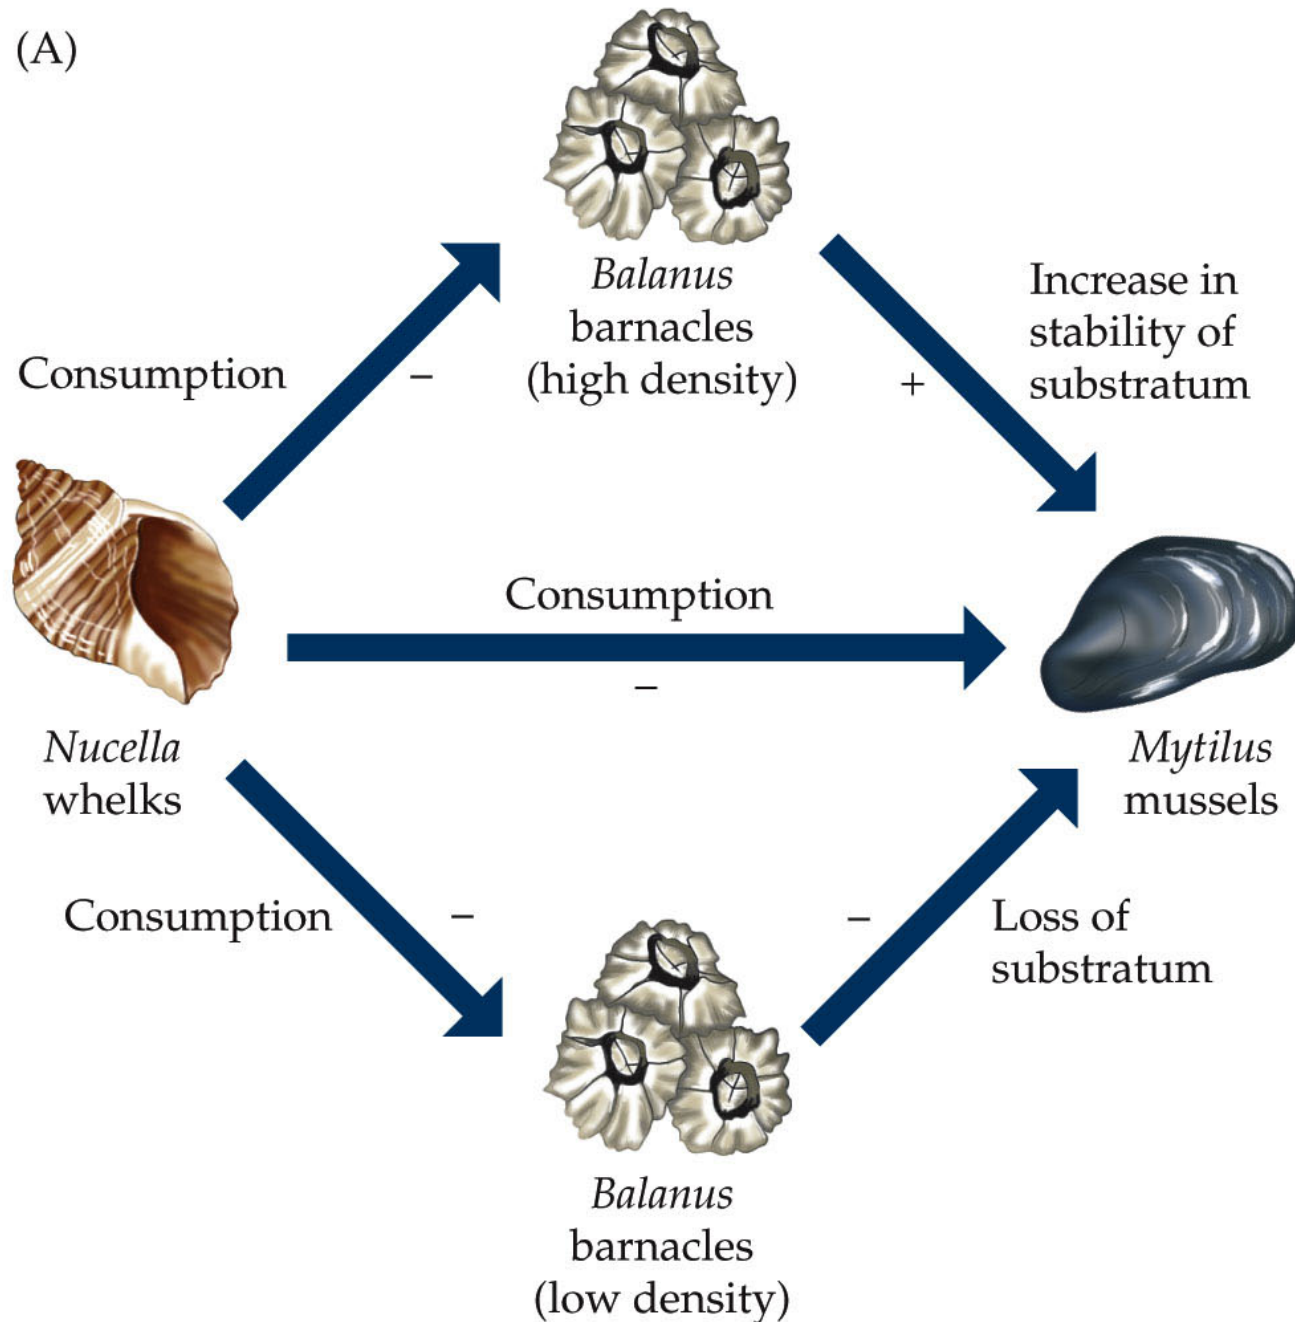 (A)
Balanus
barnacles
(high density)
Increase in
stability of
substratum
Consumption
–
+
Consumption
–
Nucella
whelks
Mytilus
mussels
Consumption
–
–
Loss of
substratum
Balanus
barnacles
(low density)